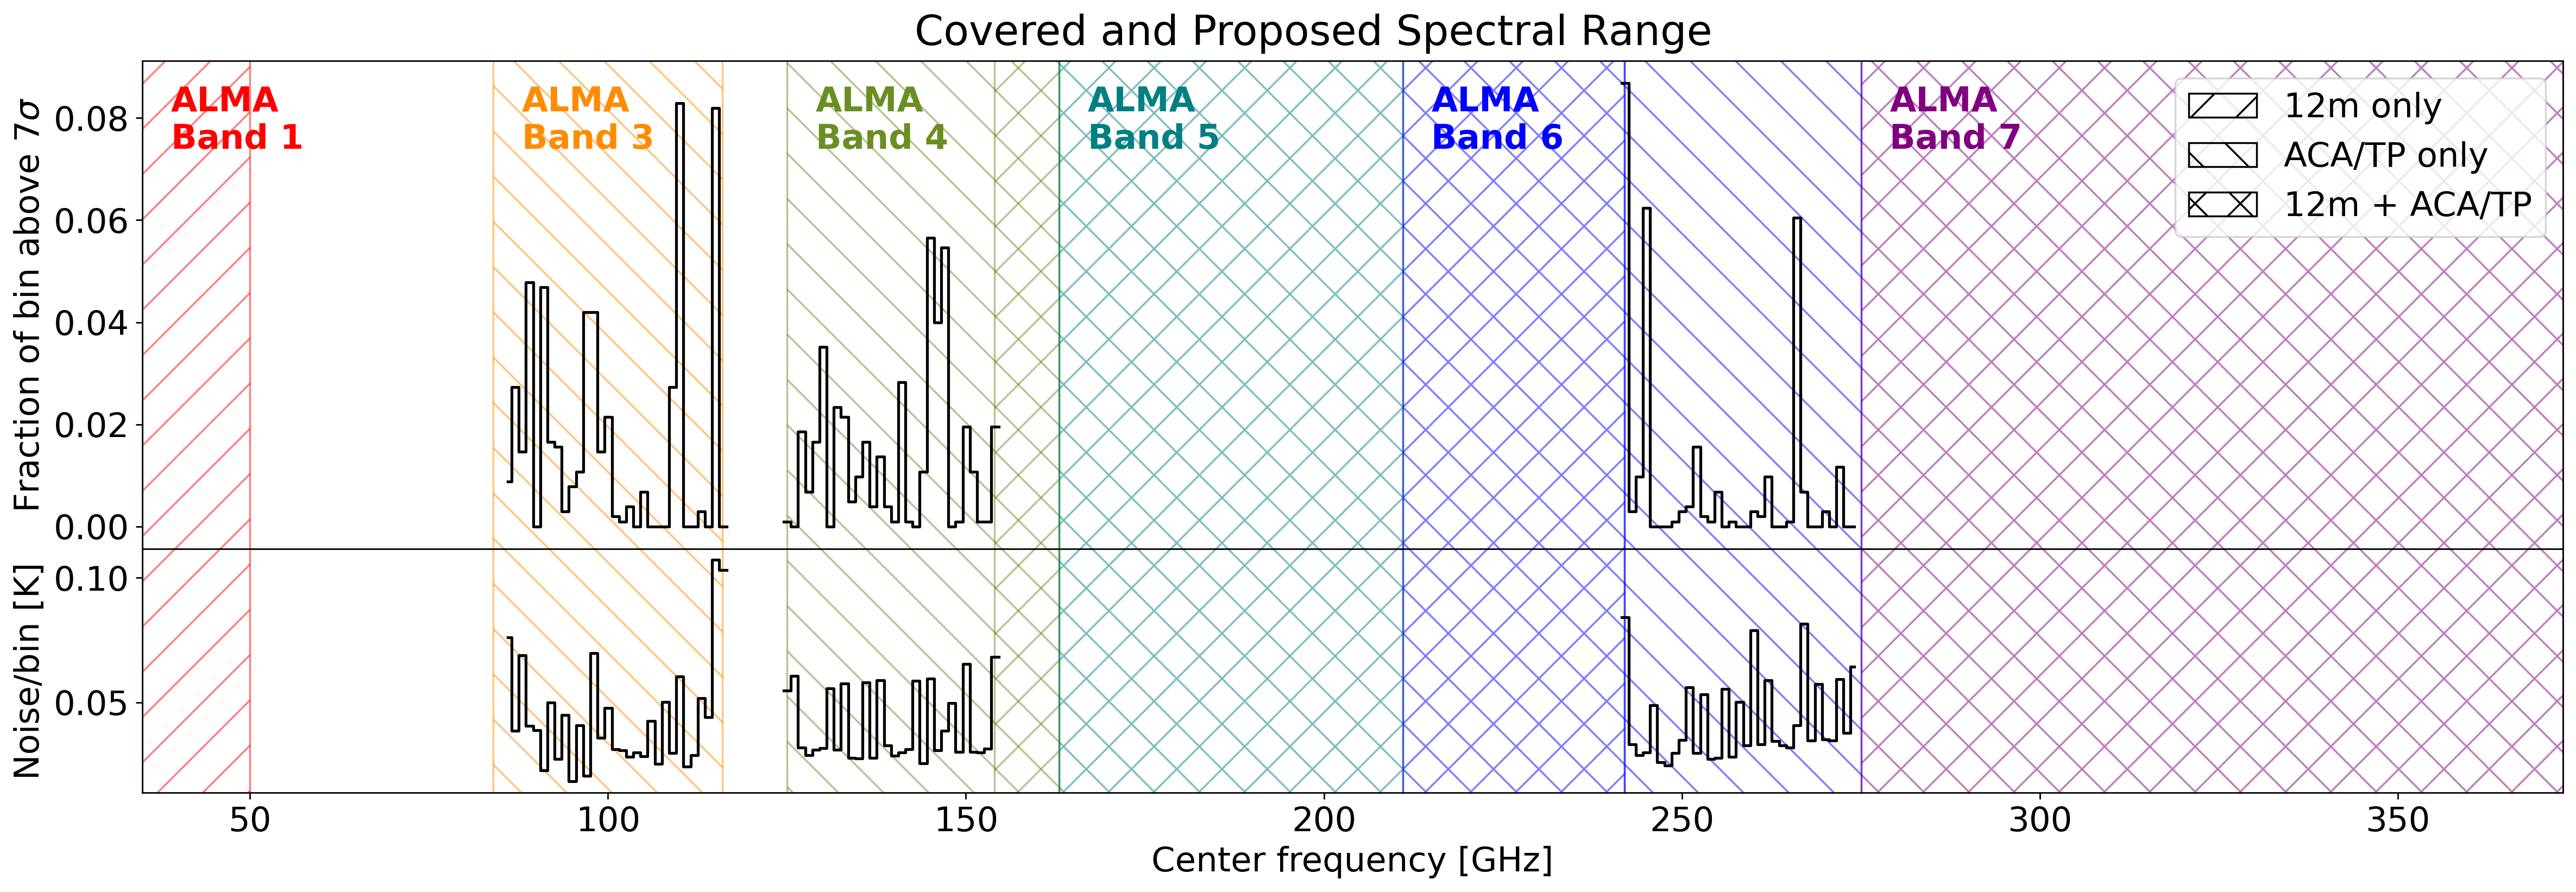 Covered and Proposed Spectral Range
Fraction of bin above 7σ
0.08
0.06
0.04
0.02
0.00
ALMA
Band 1
ALMA
Band 3
ALMA
Band 4
ALMA
Band 5
ALMA
Band 6
ALMA
Band 7
12m only
ACA/TP only
12m + ACA/TP
Noise/bin [K]
0.10
0.05
50
100
150
200
250
300
350
Center frequency [GHz]